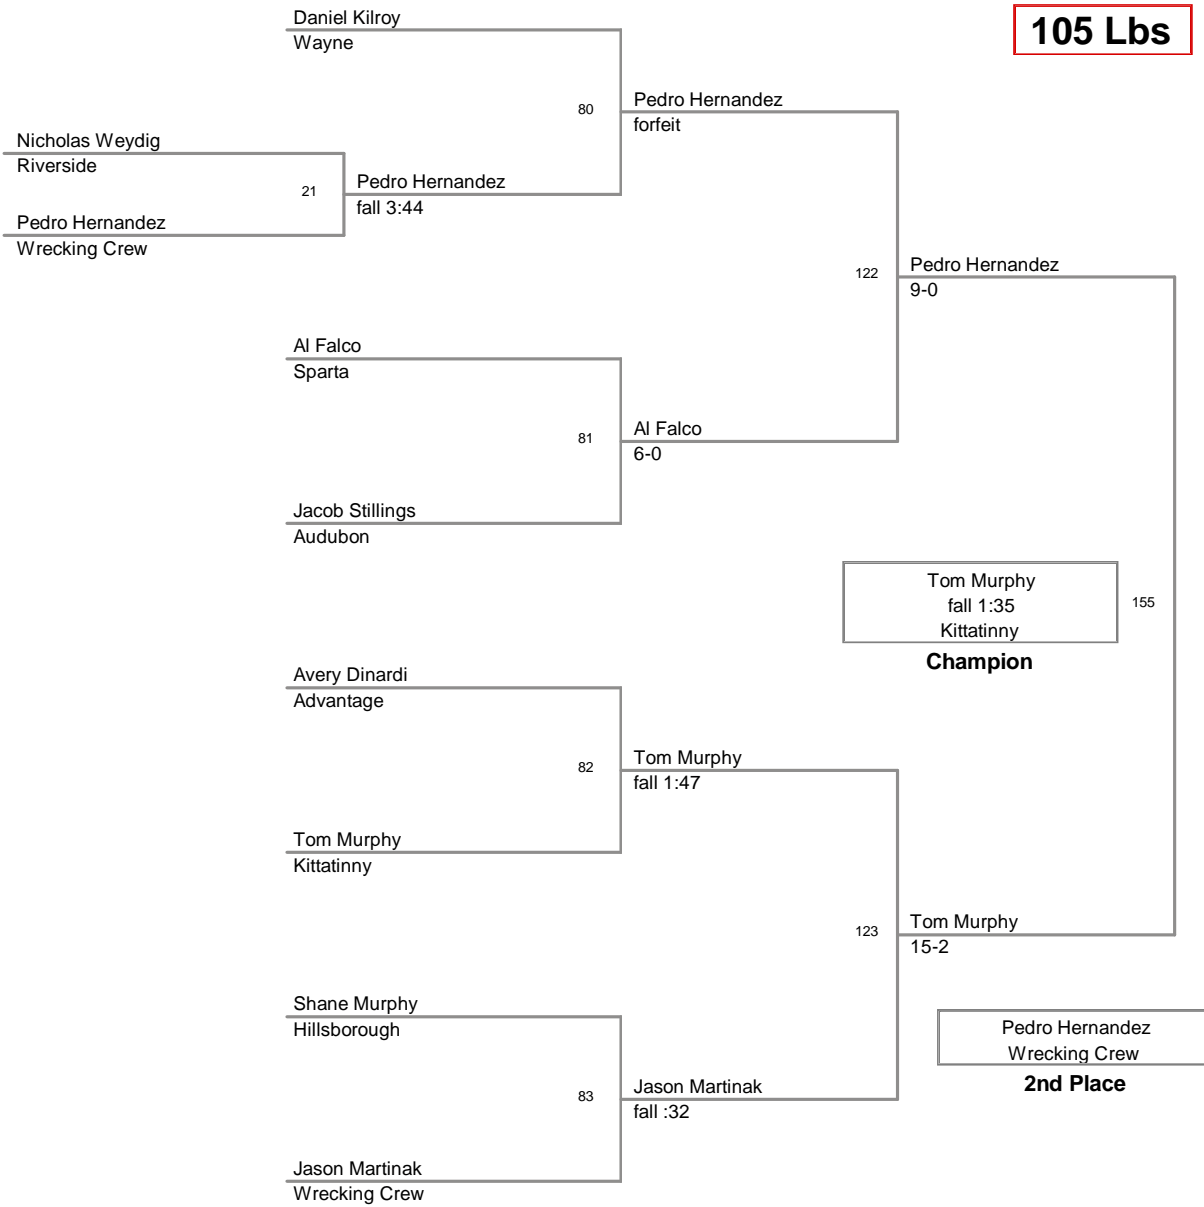 105 Lbs
Daniel Kilroy
Wayne
80
Pedro Hernandez
forfeit
Nicholas Weydig
Riverside
21
Pedro Hernandez
fall 3:44
Pedro Hernandez
Wrecking Crew
122
Pedro Hernandez
9-0
Al Falco
Sparta
81
Al Falco
6-0
Jacob Stillings
Audubon
Tom Murphy
fall 1:35
Kittatinny
155
Champion
Avery Dinardi
Advantage
82
Tom Murphy
fall 1:47
Tom Murphy
Kittatinny
123
Tom Murphy
15-2
Shane Murphy
Hillsborough
Pedro Hernandez
Wrecking Crew
2nd Place
83
Jason Martinak
fall :32
Jason Martinak
Wrecking Crew